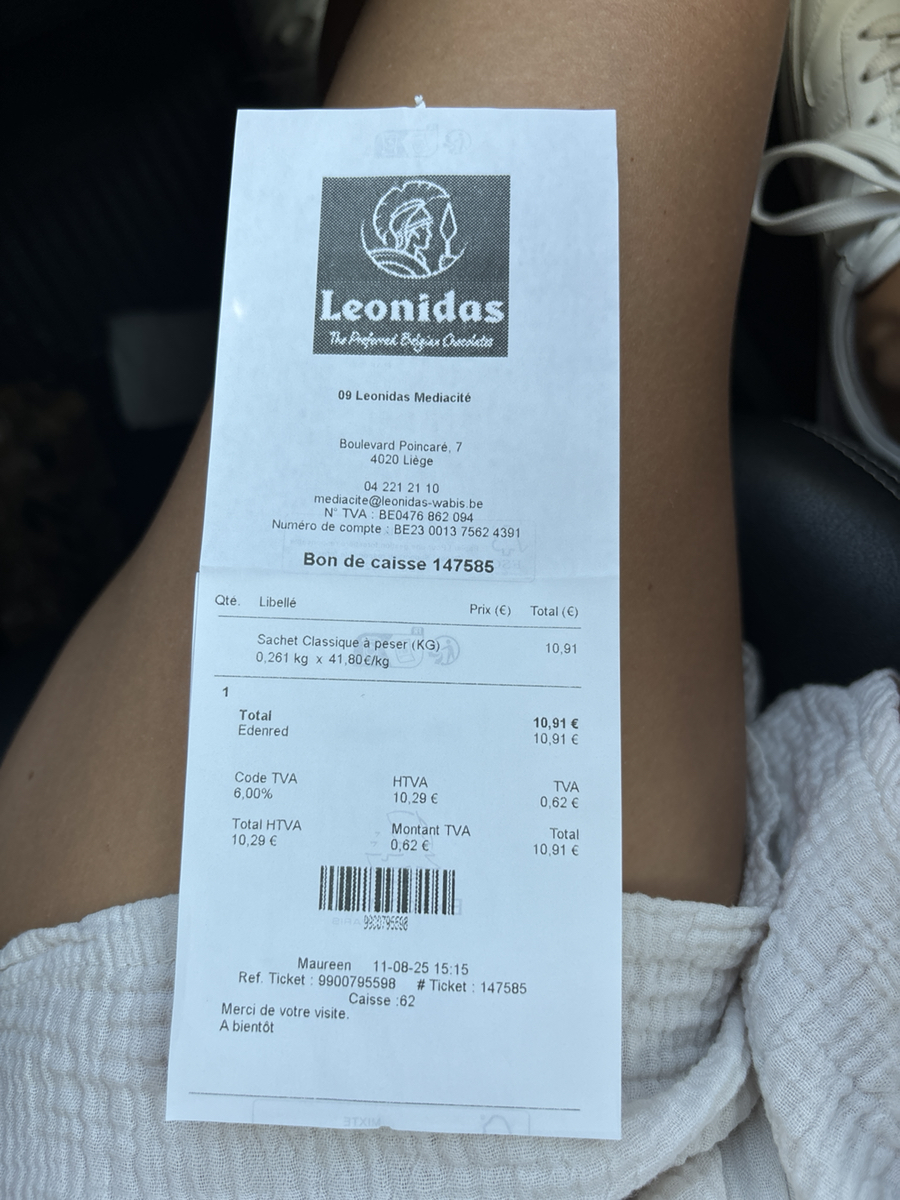 Leonidas
The Preferred Belgian Chocolates
09 Leonidas Mediacité
Boulevard Poincaré, 7
4020 Liège
04 221 21 10
mediacite@leonidas-wabis.be
N° TVA : BE0476 862 094
Numéro de compte : BE23 0013 7562 4391
Bon de caisse 147585
Qté. Libellé Prix (€) Total (€)
Sachet Classique à peser (KG) 10,91
0,261 kg x 41,80€/kg
1
Total 10,91 €
Edenred 10,91 €
Code TVA HTVA TVA
6,00% 10,29 € 0,62 €
Total HTVA Montant TVA Total
10,29 € 0,62 € 10,91 €
9900795598
Maureen 11-08-25 15:15
Ref. Ticket : 9900795598 # Ticket : 147585
Caisse :62
Merci de votre visite.
A bientôt